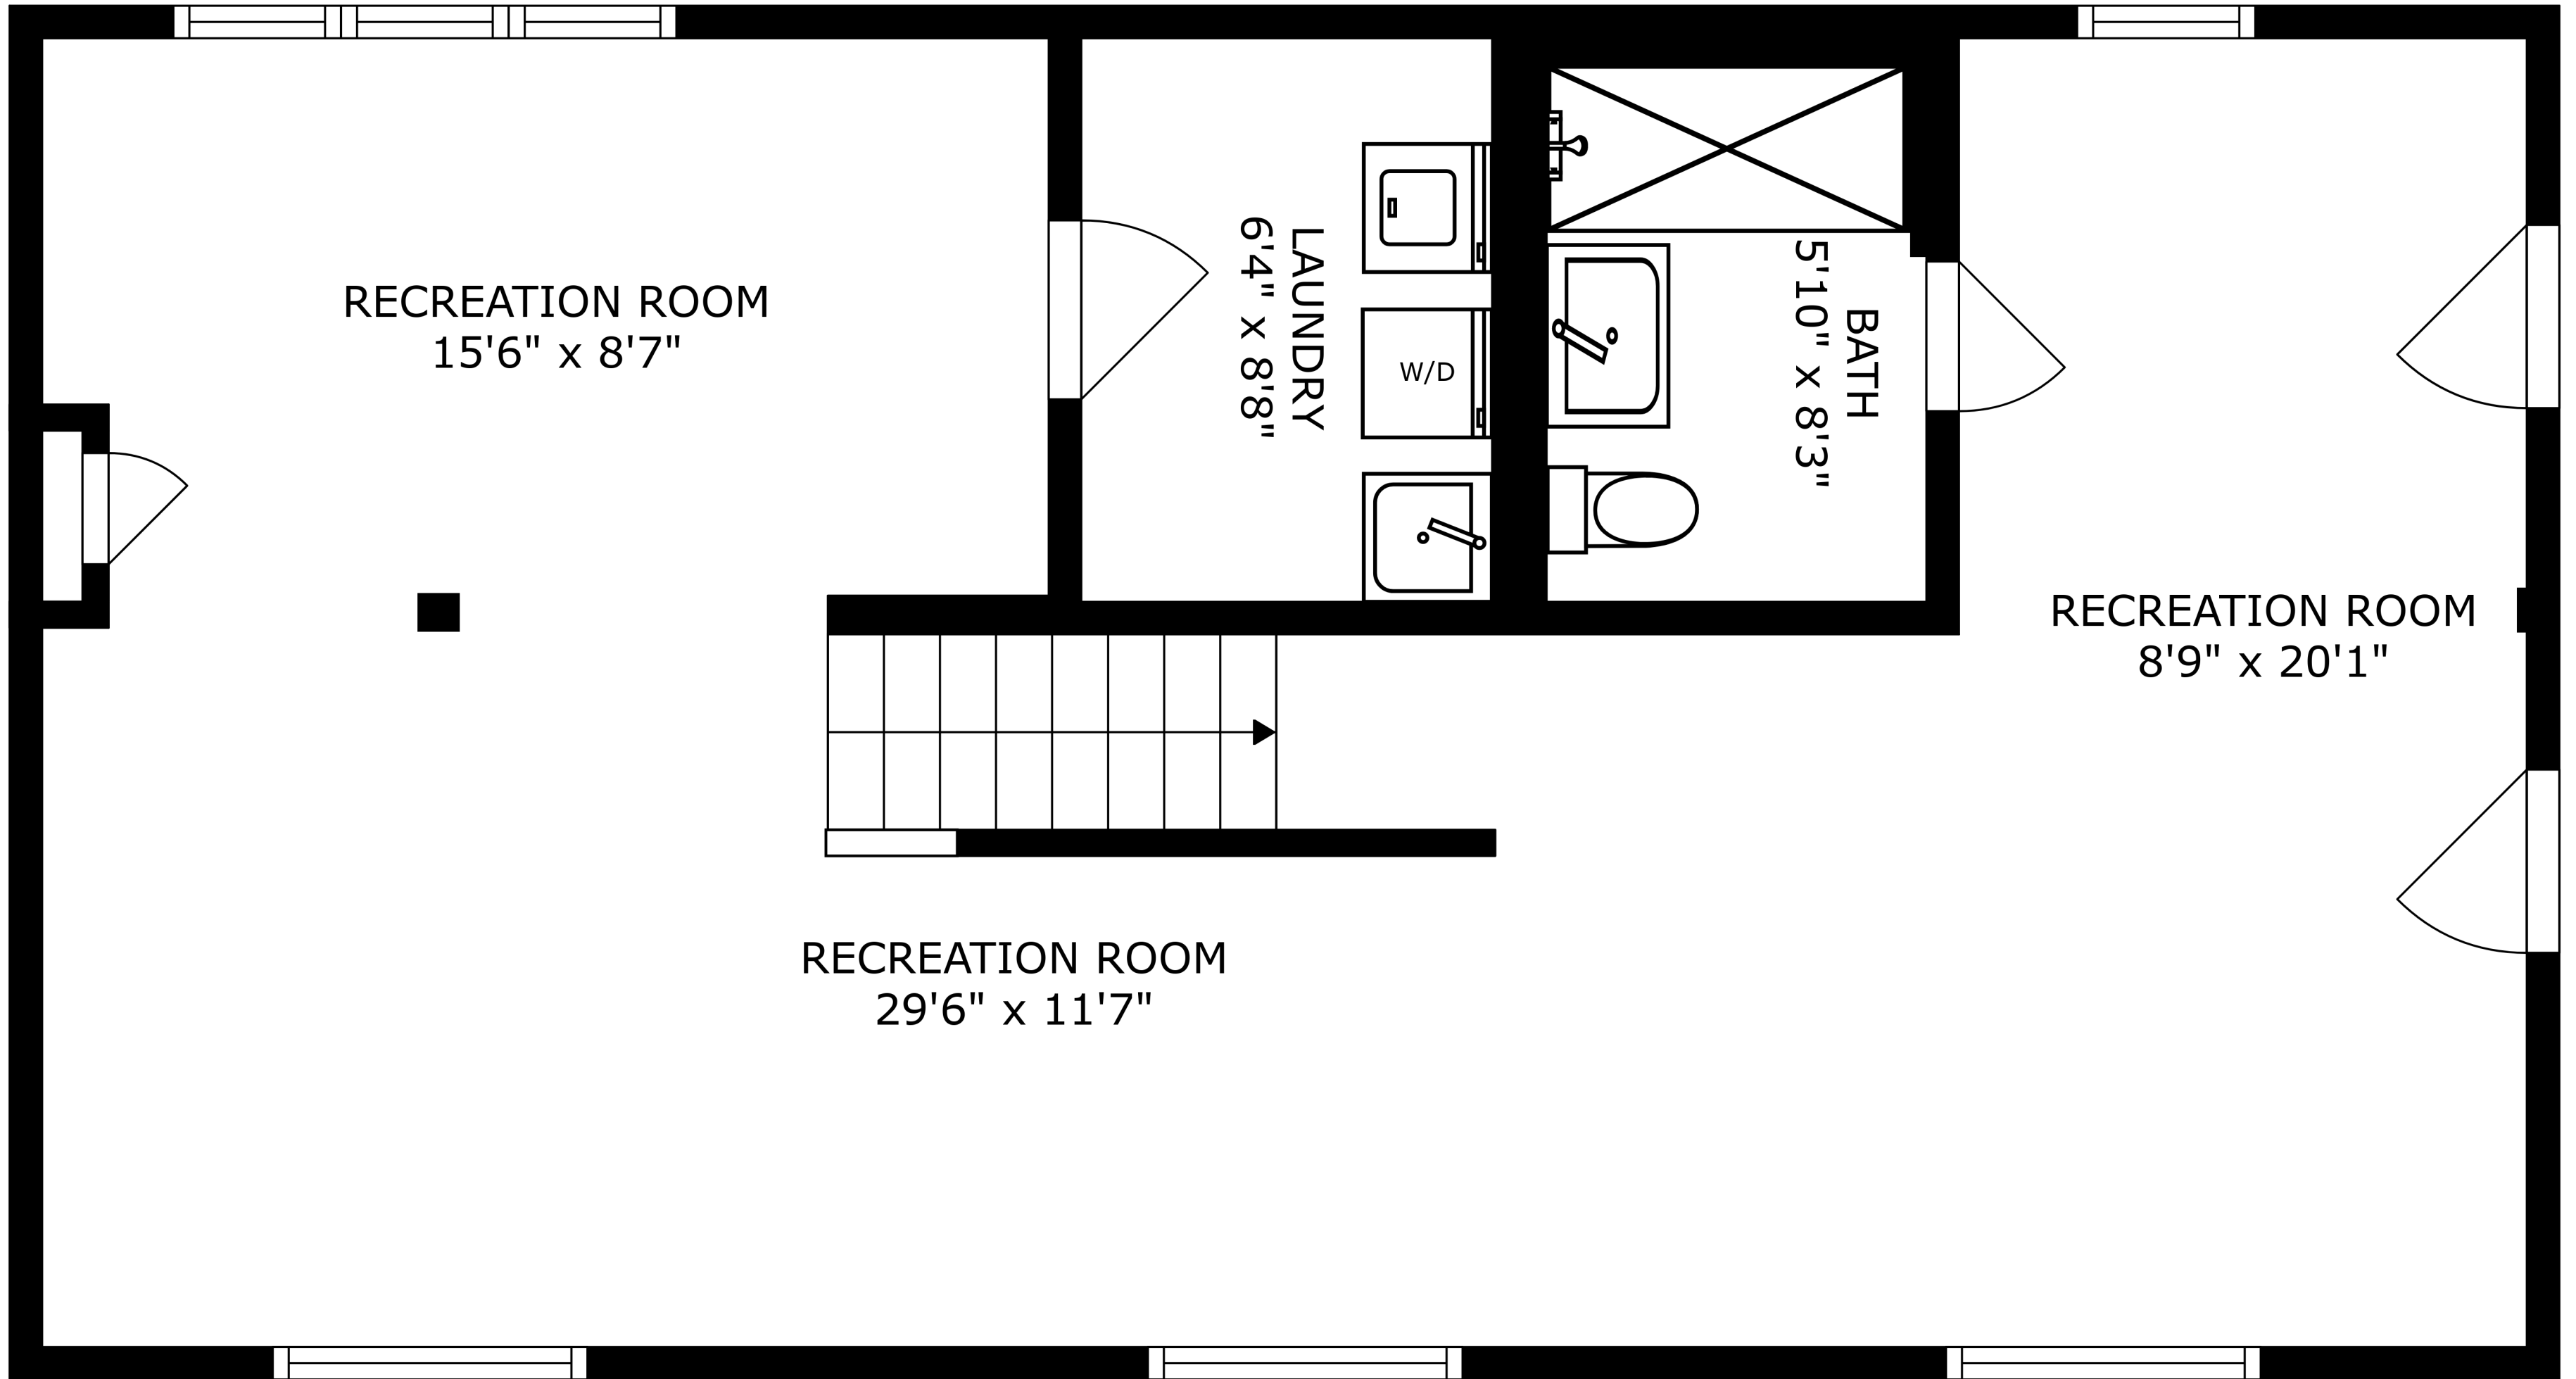 RECREATION ROOM
15'6" x 8'7"
LAUNDRY
6'4" x 8'8"
W/D
BATH
5'10" x 8'3"
RECREATION ROOM
8'9" x 20'1"
RECREATION ROOM
29'6" x 11'7"